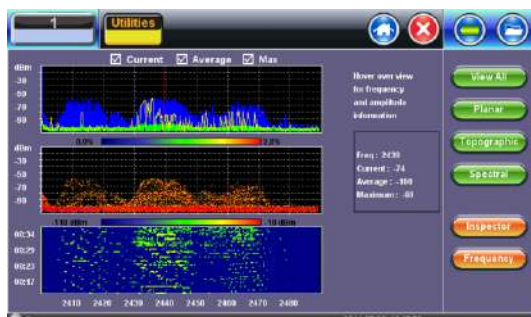 1
Utilities
Current
Average
Max
dBm
-30
-50
-70
-90
0.0%
2.0%
dBm
-30
-50
-70
-90
-110 dBm
-10 dBm
00:34
00:29
00:23
00:17
2410 2420 2430 2440 2450 2460 2470 2480
Hover over view
for frequency
and amplitude
information
Freq : 2439
Current : -74
Average : -100
Maximum : -60
View All
Planar
Topographic
Spectral
Inspector
Frequency